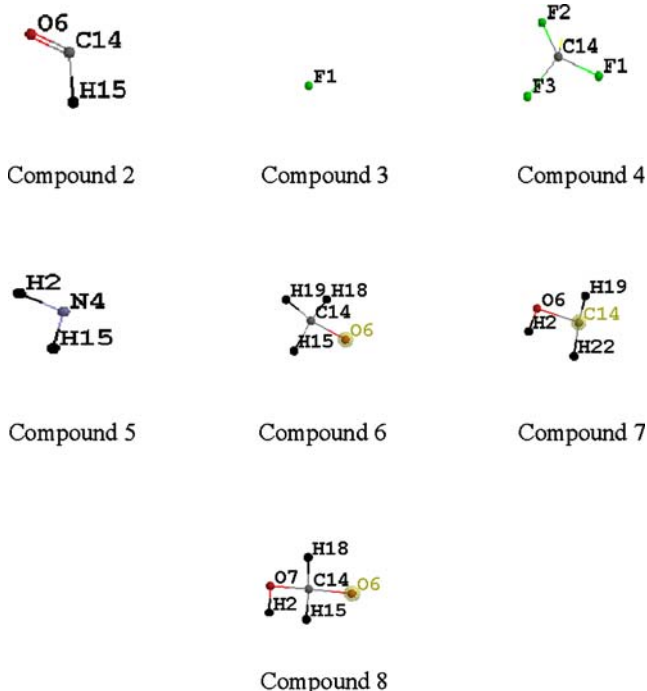 O6
C14
H15
F1
F2
C14
F1
F3
Compound 2
Compound 3
Compound 4
H2
N4
H15
H19
H18
C14
O6
H15
H19
O6
C14
H2
H22
Compound 5
Compound 6
Compound 7
H18
O7
C14
O6
H2
H15
Compound 8